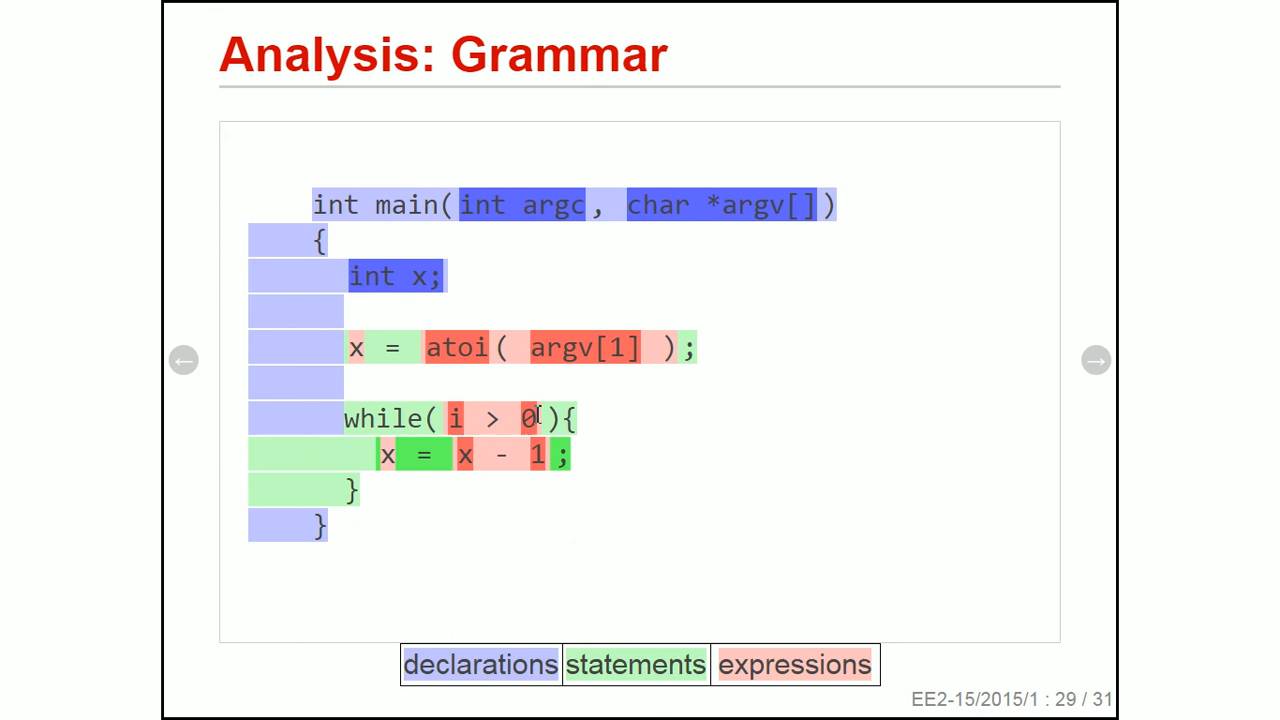 Analysis: Grammar
int main(int argc, char *argv[])
{
int x;
x = atoi( argv[1] );
while( i > 0 ){
x = x - 1 ;
}
}
← →
declarations statements expressions
EE2-15/2015/1 : 29 / 31